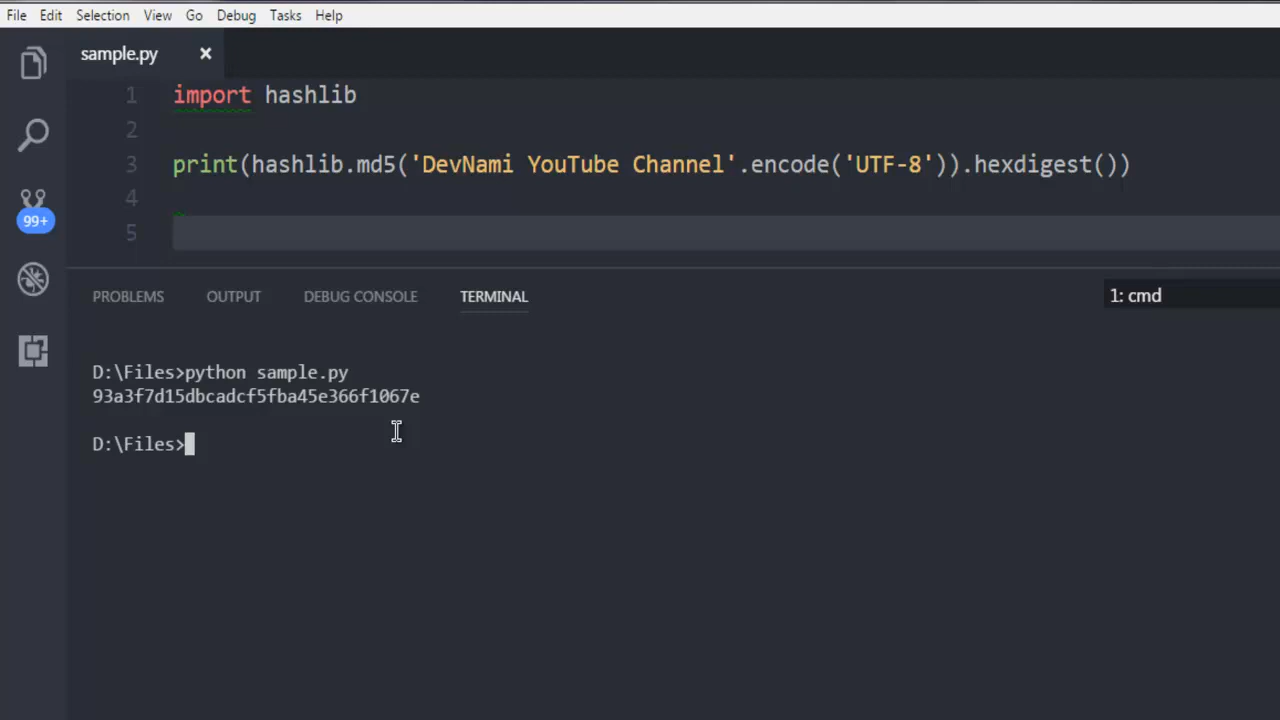 File Edit Selection View Go Debug Tasks Help
sample.py ×
1 import hashlib
2
3 print(hashlib.md5('DevNami YouTube Channel'.encode('UTF-8')).hexdigest())
4
5
99+
PROBLEMS OUTPUT DEBUG CONSOLE TERMINAL 1: cmd
D:\Files>python sample.py
93a3f7d15dbcadcf5fba45e366f1067e
D:\Files>